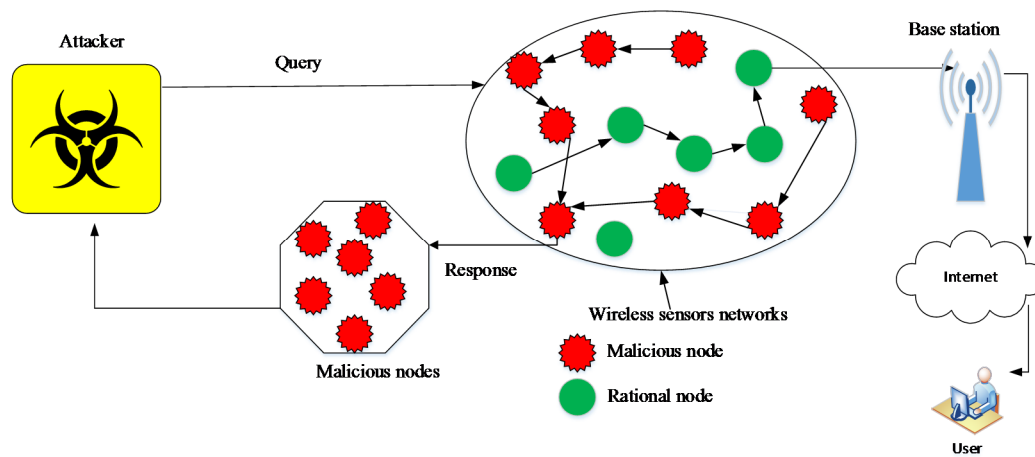 Attacker
Query
Base station
Internet
Response
Wireless sensors networks
Malicious node
Malicious nodes
Rational node
User